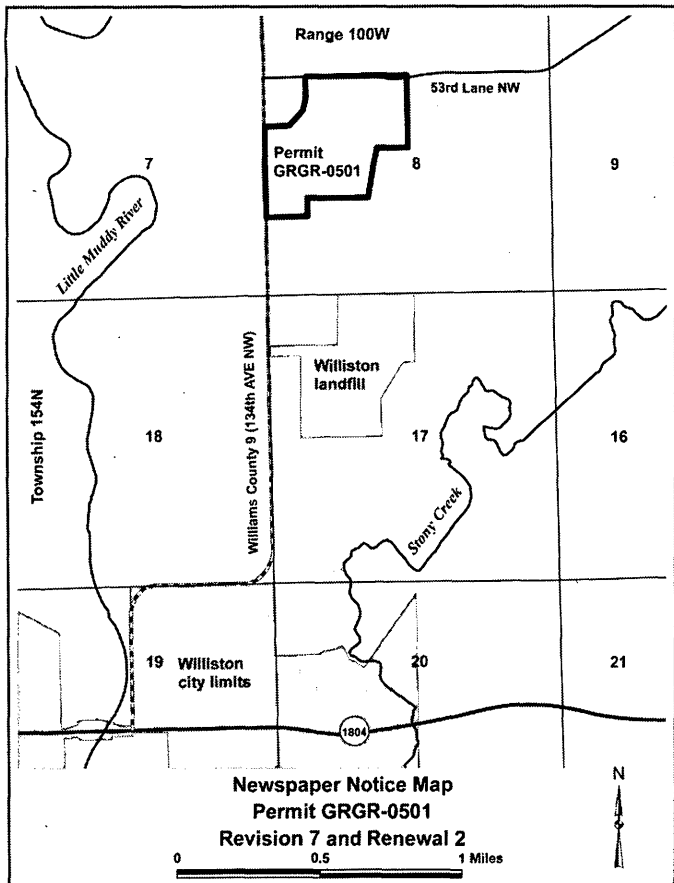 Range 100W
53rd Lane NW
Permit
GRGR-0501
7
8
9
Little Muddy River
Williams County 9 (134th AVE NW)
Williston
landfill
Township 154N
18
17
16
Stony Creek
19
Williston
city limits
20
21
1804
Newspaper Notice Map
Permit GRGR-0501
Revision 7 and Renewal 2
N
0
0.5
1 Miles